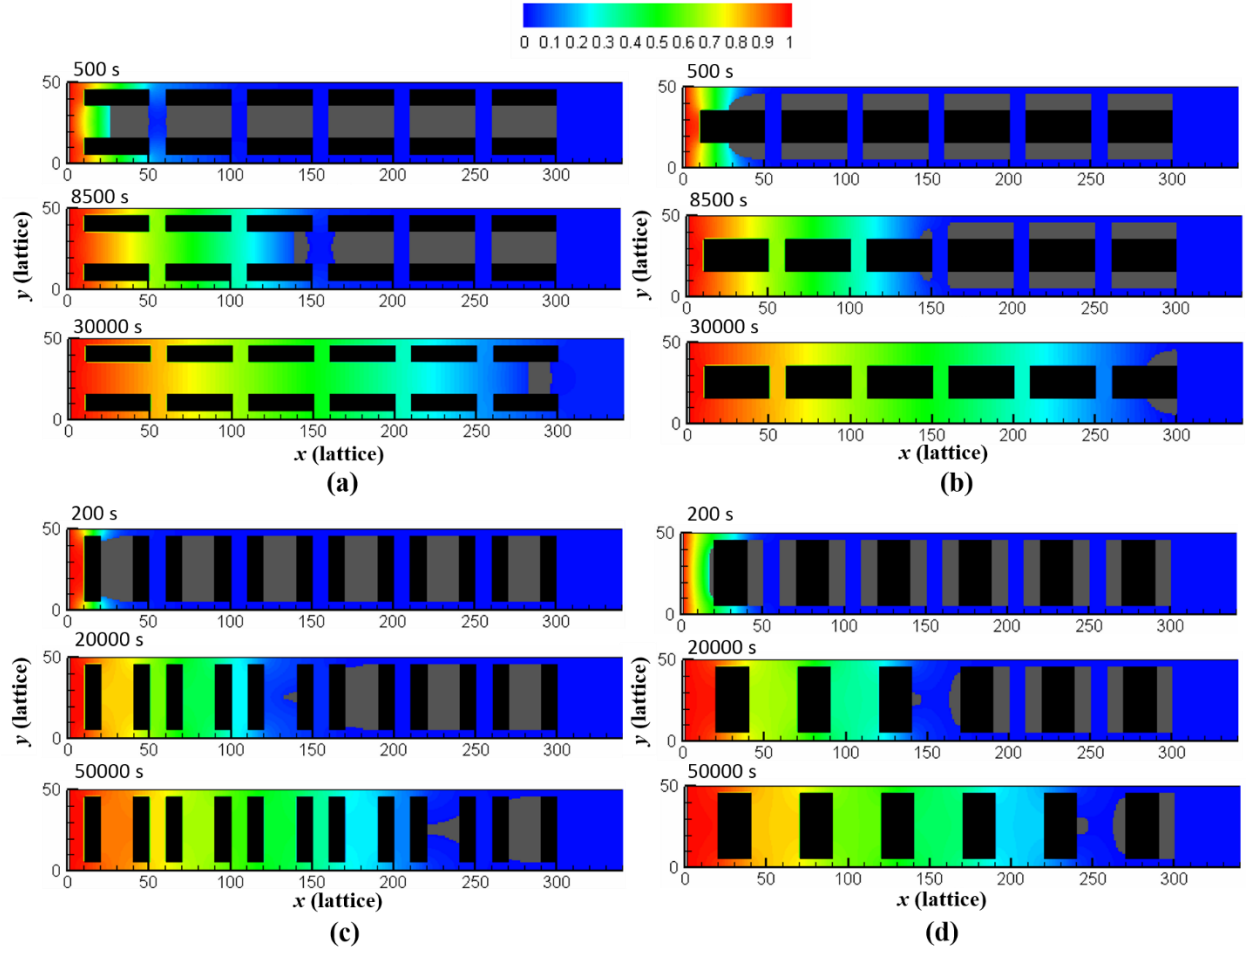 0 0.1 0.2 0.3 0.4 0.5 0.6 0.7 0.8 0.9 1
500 s
50
0
0 50 100 150 200 250 300
8500 s
50
0
0 50 100 150 200 250 300
30000 s
50
0
0 50 100 150 200 250 300
y (lattice)
x (lattice)
(a)
500 s
50
0
0 50 100 150 200 250 300
8500 s
50
0
0 50 100 150 200 250 300
30000 s
50
0
0 50 100 150 200 250 300
y (lattice)
x (lattice)
(b)
200 s
50
0
0 50 100 150 200 250 300
20000 s
50
0
0 50 100 150 200 250 300
50000 s
50
0
0 50 100 150 200 250 300
y (lattice)
x (lattice)
(c)
200 s
50
0
0 50 100 150 200 250 300
20000 s
50
0
0 50 100 150 200 250 300
50000 s
50
0
0 50 100 150 200 250 300
y (lattice)
x (lattice)
(d)